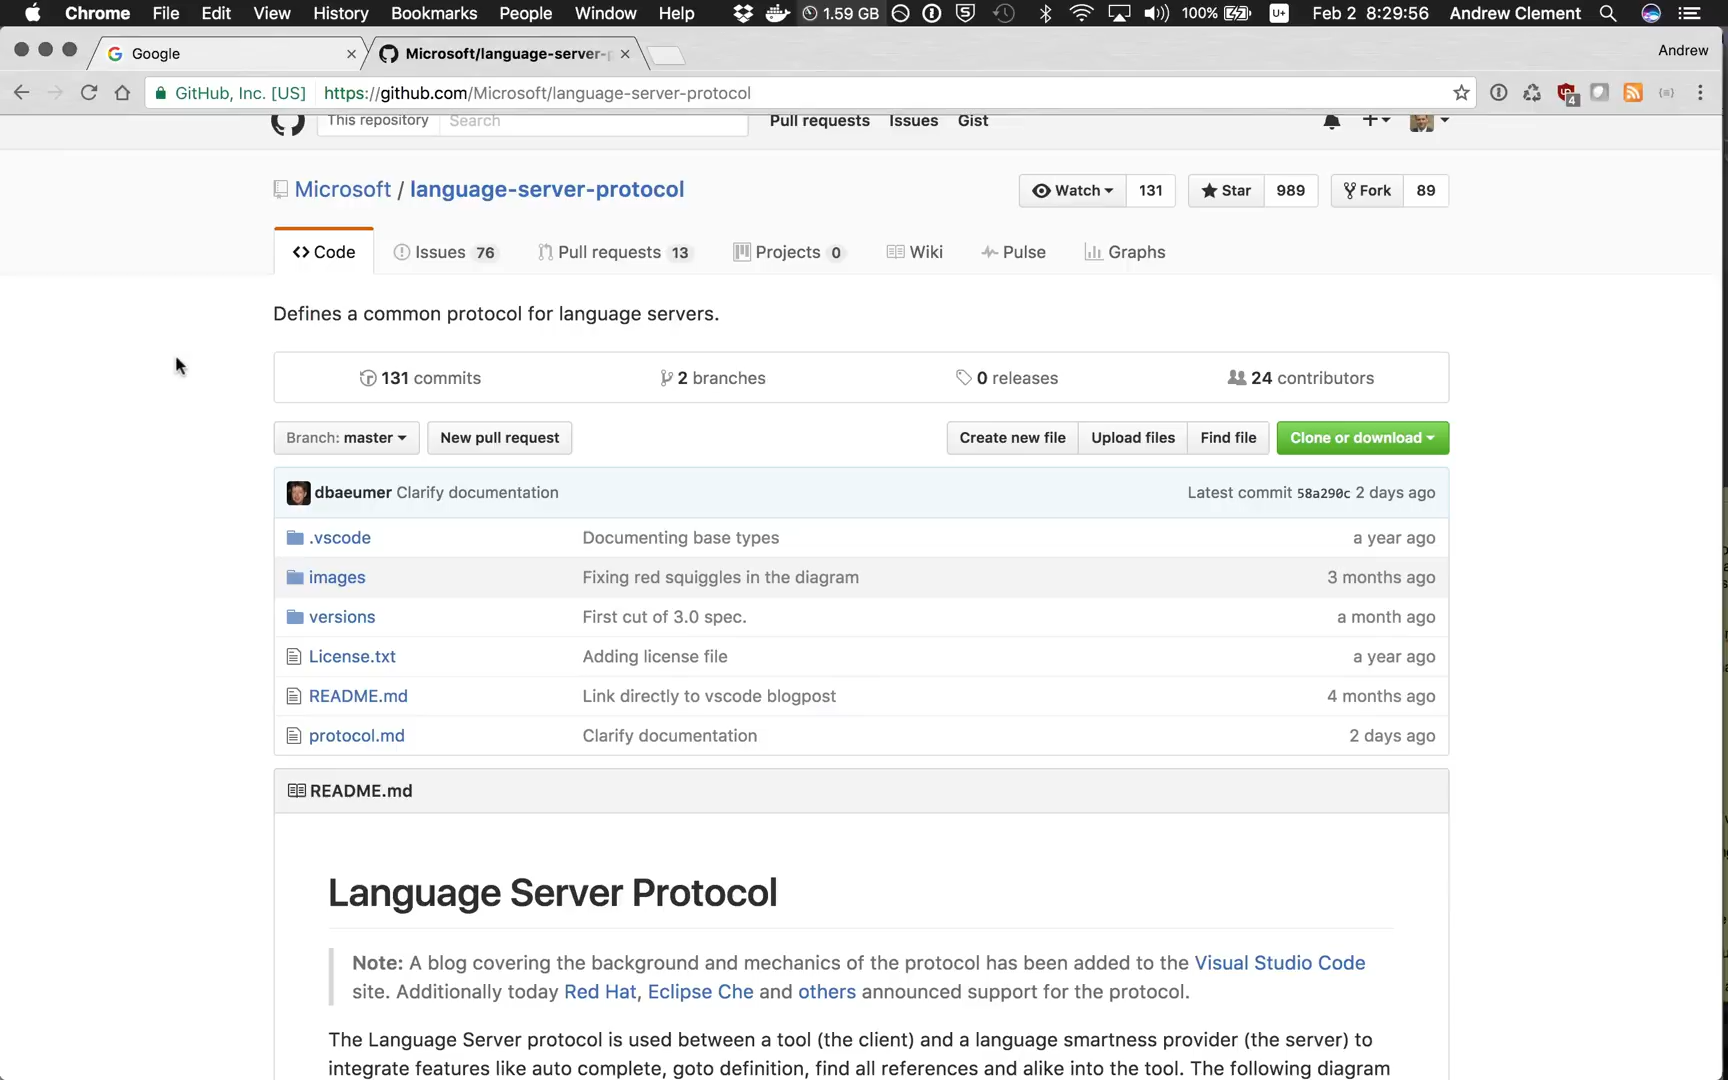 Chrome File Edit View History Bookmarks People Window Help 1.59 GB 100% U+ Feb 2 8:29:56 Andrew Clement
Google Microsoft/language-server-p Andrew
GitHub, Inc. [US] https://github.com/Microsoft/language-server-protocol 4
This repository Search Pull requests Issues Gist
Microsoft / language-server-protocol Watch 131 Star 989 Fork 89
Code Issues 76 Pull requests 13 Projects 0 Wiki Pulse Graphs
Defines a common protocol for language servers.
131 commits 2 branches 0 releases 24 contributors
Branch: master New pull request Create new file Upload files Find file Clone or download
dbaeumer Clarify documentation Latest commit 58a290c 2 days ago
.vscode Documenting base types a year ago
images Fixing red squiggles in the diagram 3 months ago
versions First cut of 3.0 spec. a month ago
License.txt Adding license file a year ago
README.md Link directly to vscode blogpost 4 months ago
protocol.md Clarify documentation 2 days ago
README.md
Language Server Protocol
Note: A blog covering the background and mechanics of the protocol has been added to the Visual Studio Code
site. Additionally today Red Hat, Eclipse Che and others announced support for the protocol.
The Language Server protocol is used between a tool (the client) and a language smartness provider (the server) to
integrate features like auto complete, goto definition, find all references and alike into the tool. The following diagram